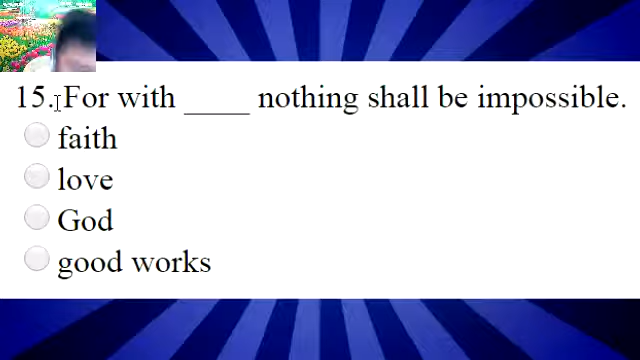 15. For with ____ nothing shall be impossible.
faith
love
God
good works